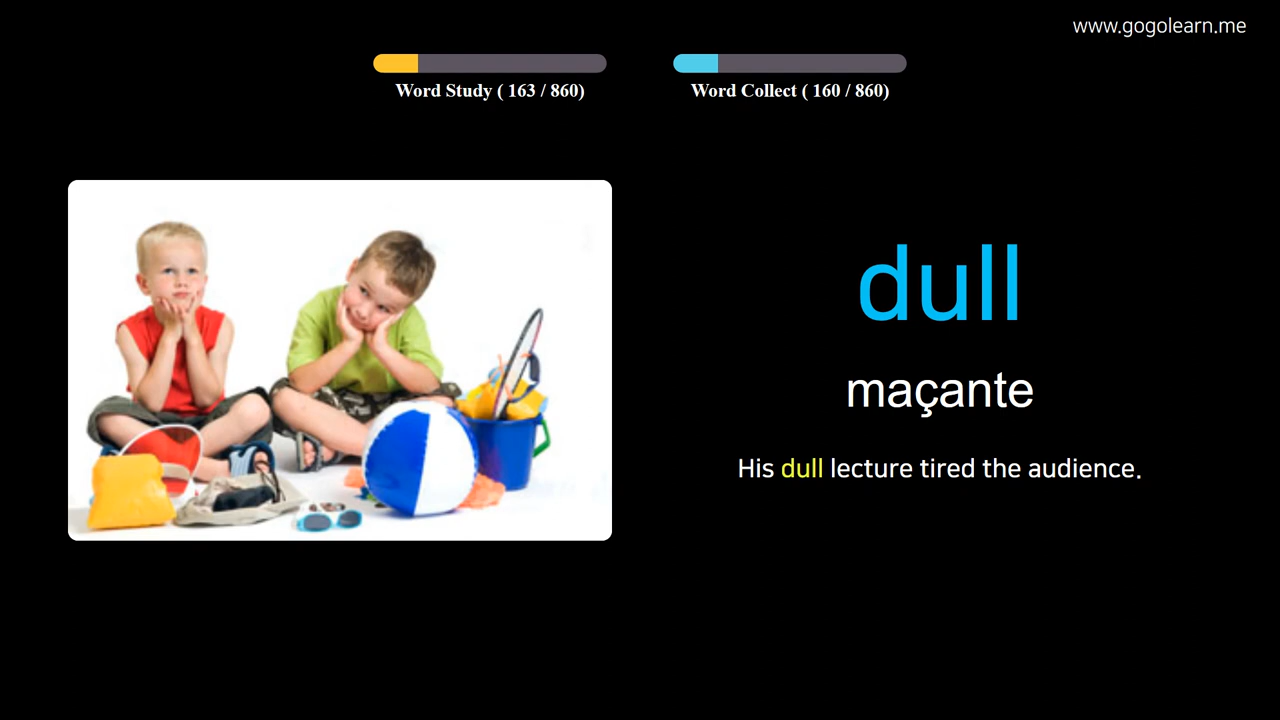 www.gogolearn.me
Word Study ( 163 / 860)
Word Collect ( 160 / 860)
dull
maçante
His dull lecture tired the audience.